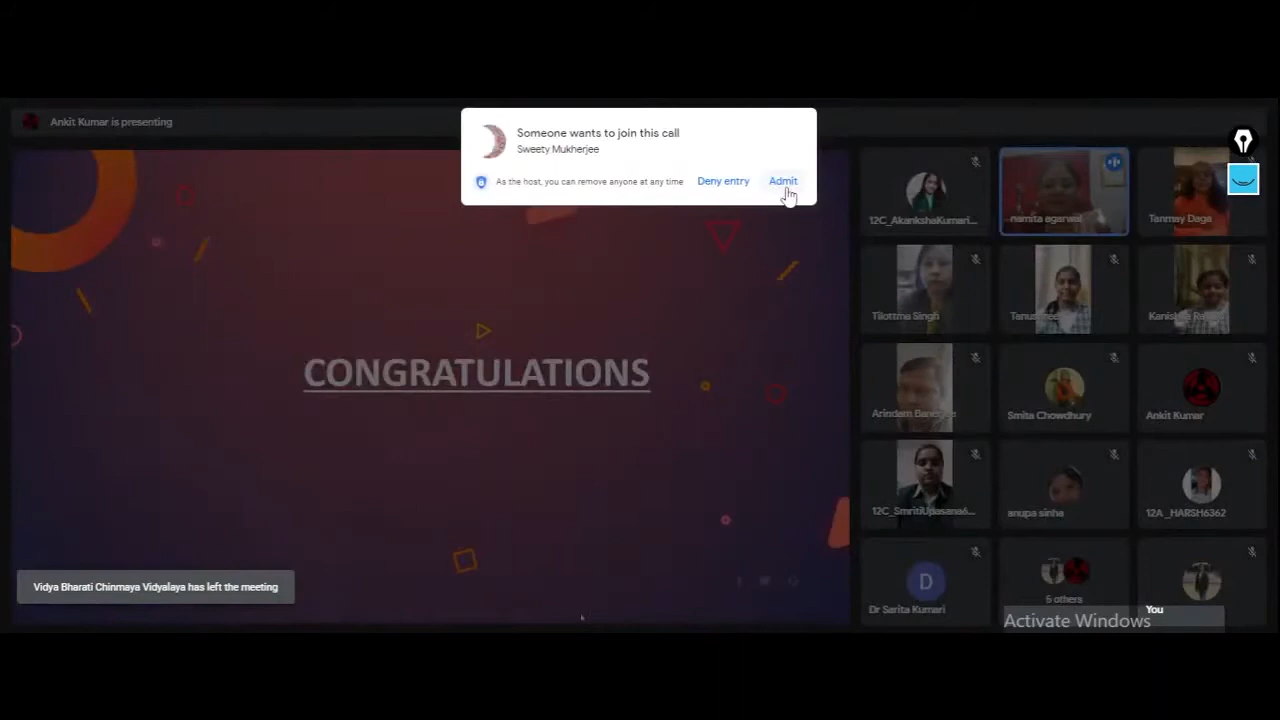 Ankit Kumar is presenting
Someone wants to join this call
Sweety Mukherjee
As the host, you can remove anyone at any time
Deny entry
Admit
CONGRATULATIONS
Vidya Bharati Chinmaya Vidyalaya has left the meeting
12C_AkankshaKumari...
namita agarwal
Tanmay Daga
Tilottma Singh
Arindam Banerjee
Smita Chowdhury
Ankit Kumar
12C_SmritiUpasana6...
anupa sinha
12A_HARSH6362
D
Dr Sarita Kumari
5 others
You
Activate Windows